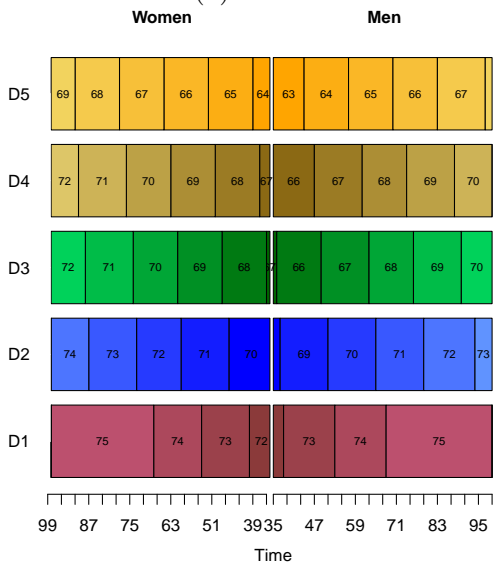 Women Men
D5 69 68 67 66 65 64 63 64 65 66 67
D4 72 71 70 69 68 67 66 67 68 69 70
D3 72 71 70 69 68 66 67 68 69 70
D2 74 73 72 71 70 69 70 71 72 73
D1 75 74 73 72 73 74 75
99 87 75 63 51 39 35 47 59 71 83 95
Time